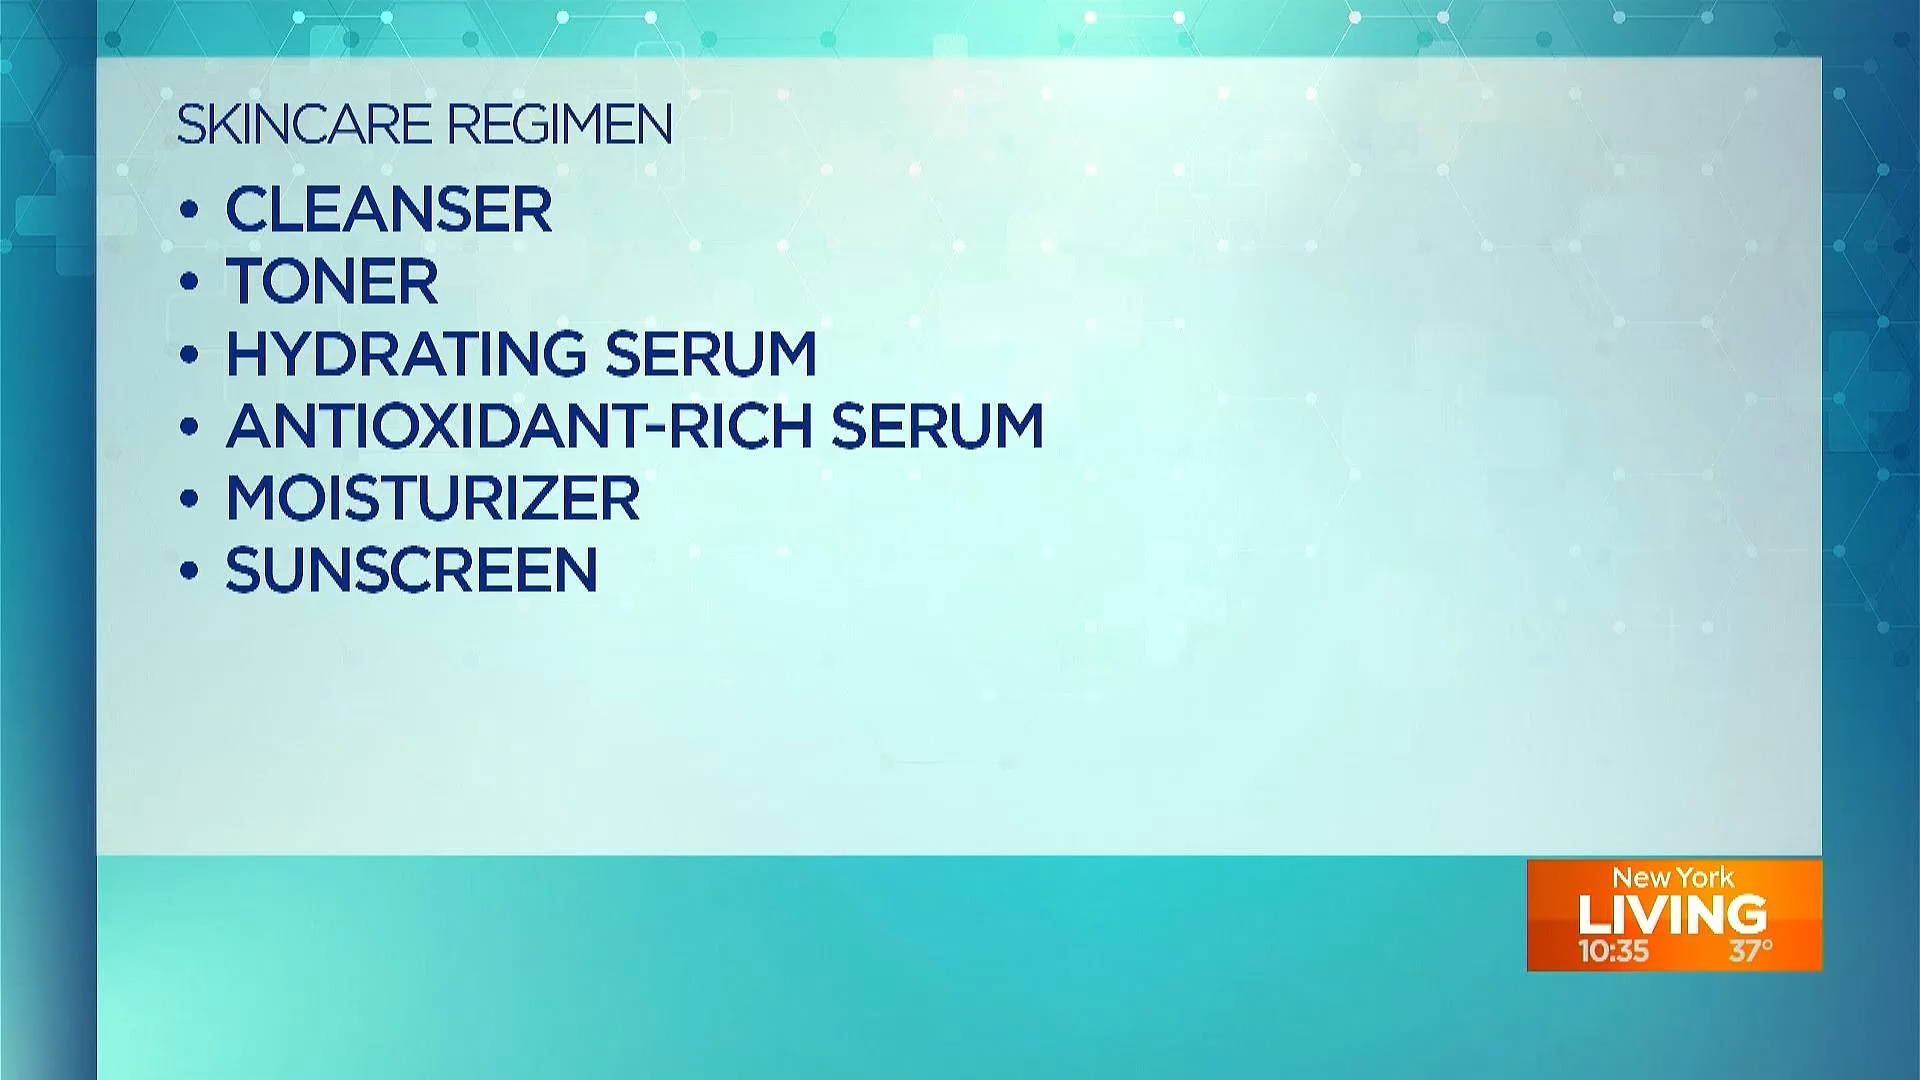 SKINCARE REGIMEN
• CLEANSER
• TONER
• HYDRATING SERUM
• ANTIOXIDANT-RICH SERUM
• MOISTURIZER
• SUNSCREEN
New York
LIVING
10:35 37°